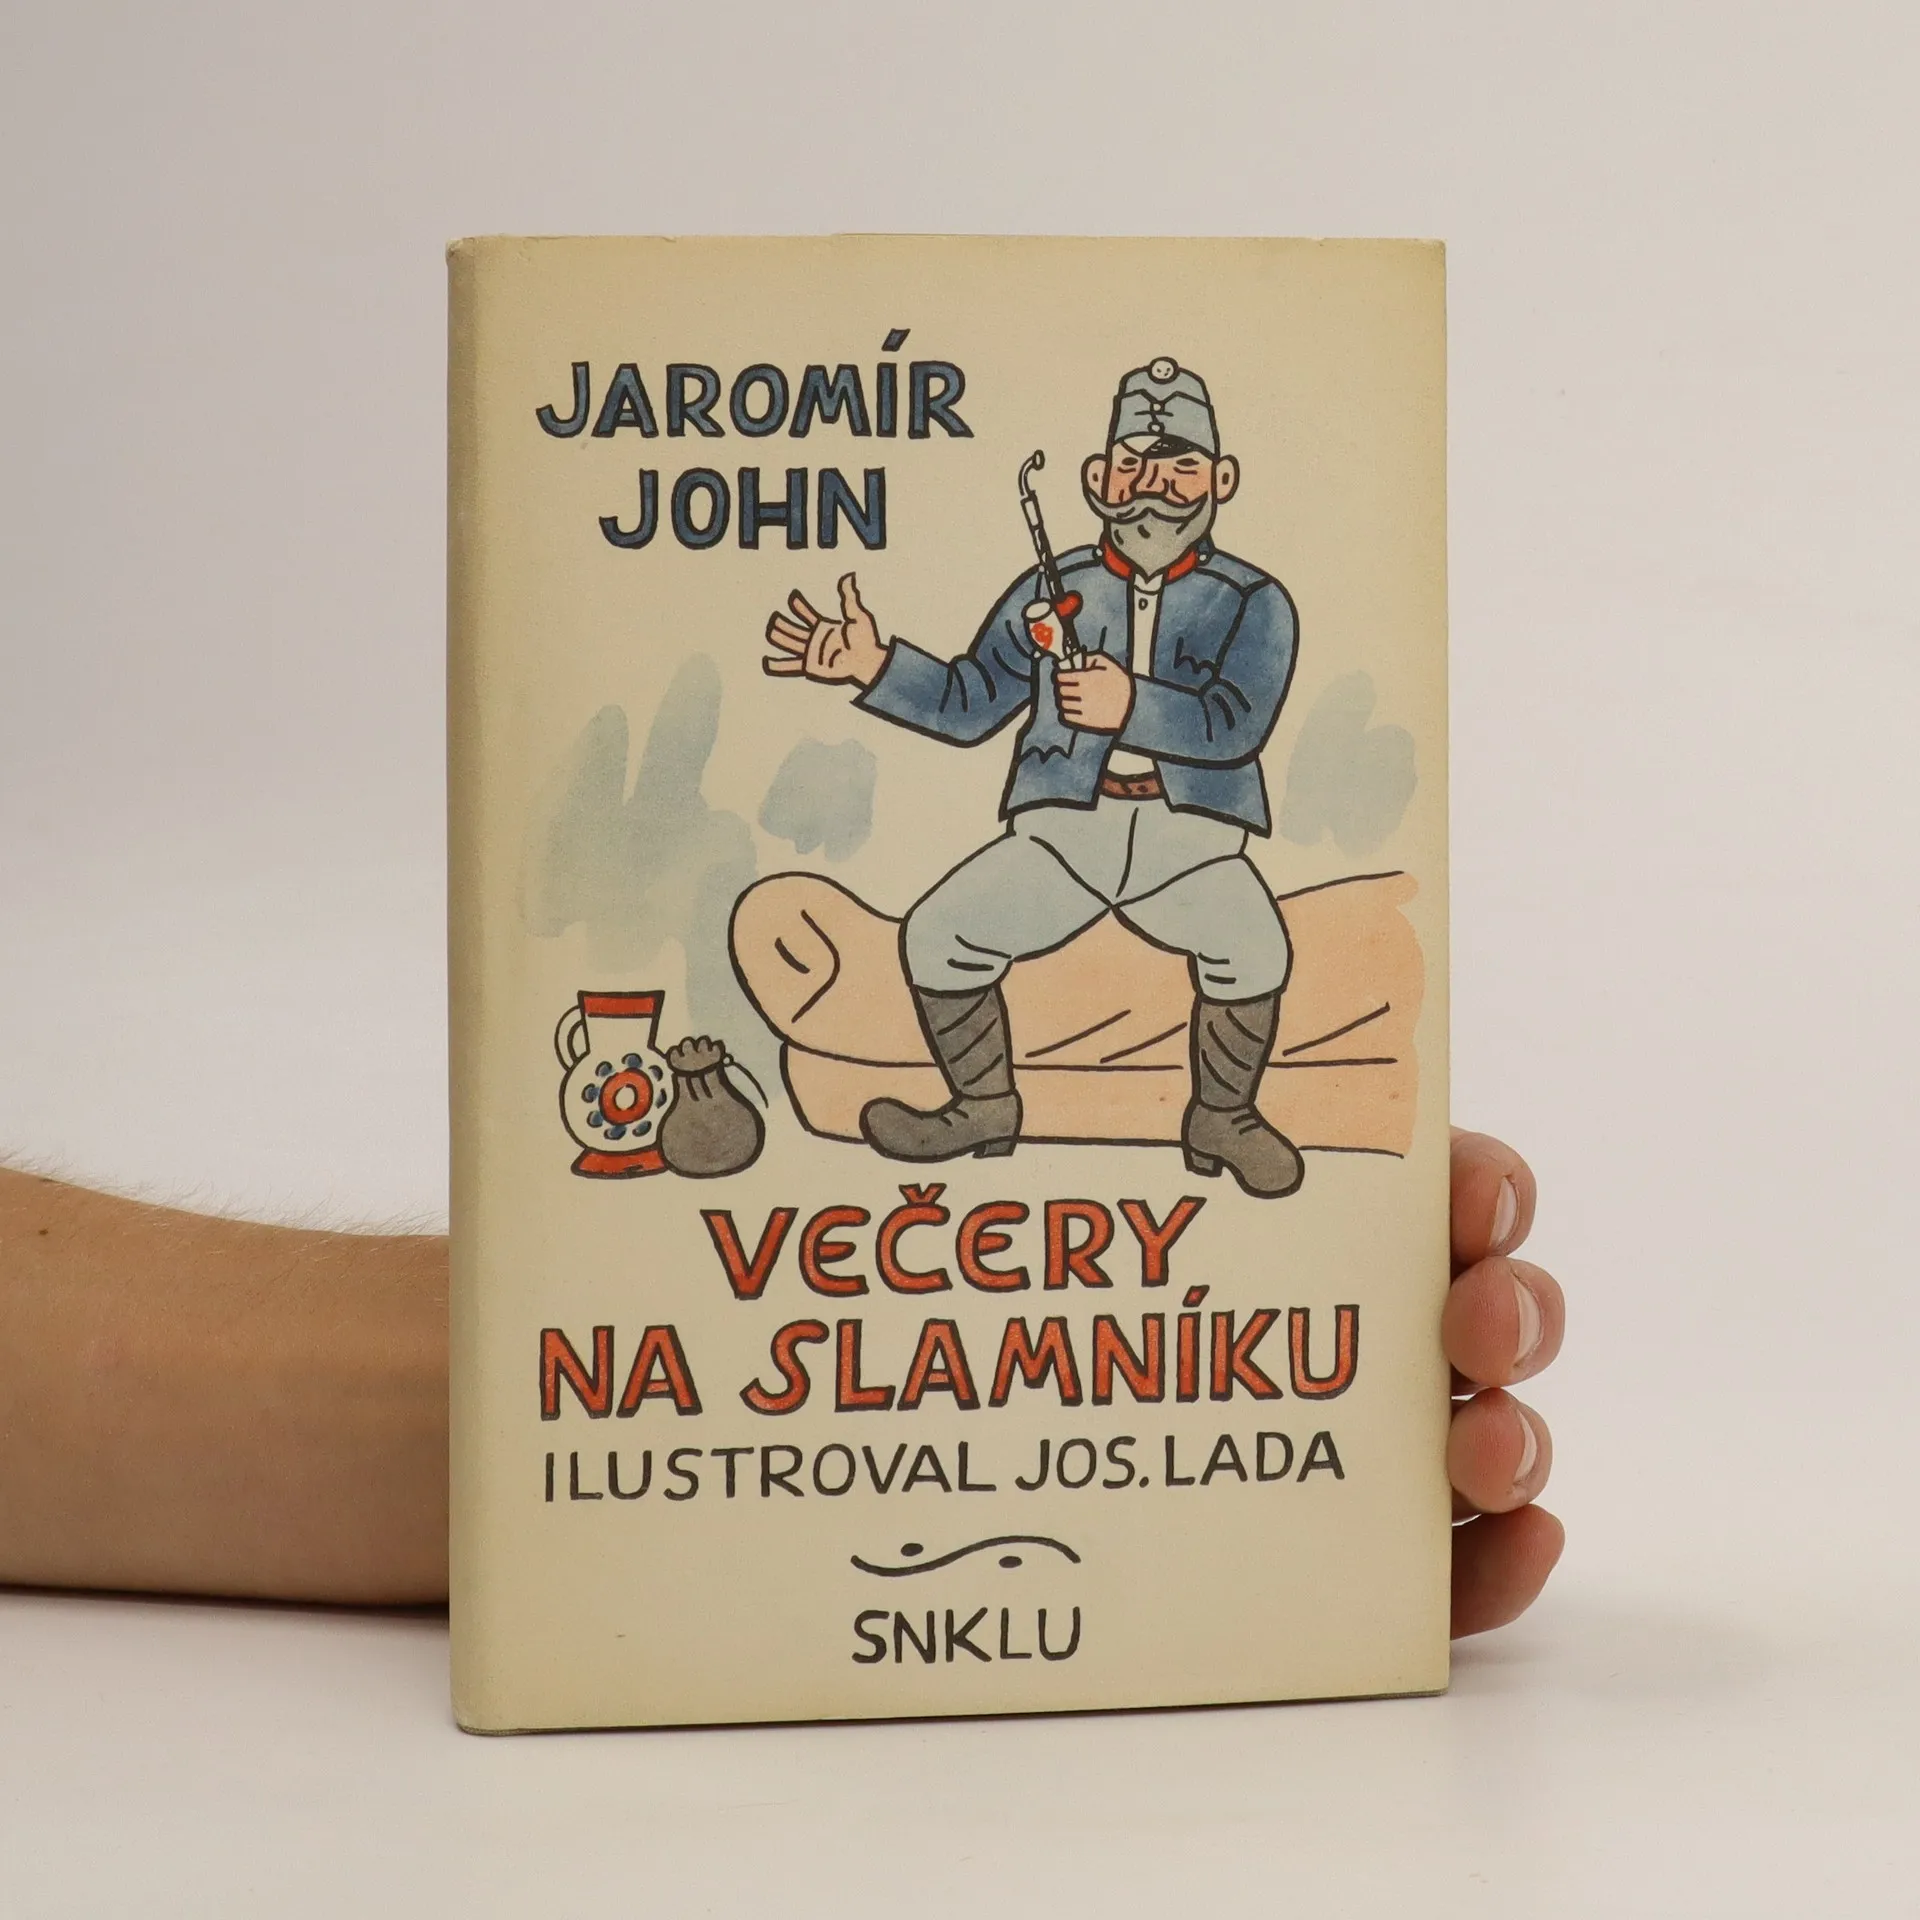 JAROMÍR
JOHN
VEČERY
NA SLAMNÍKU
ILUSTROVAL JOS. LADA
SNKLU